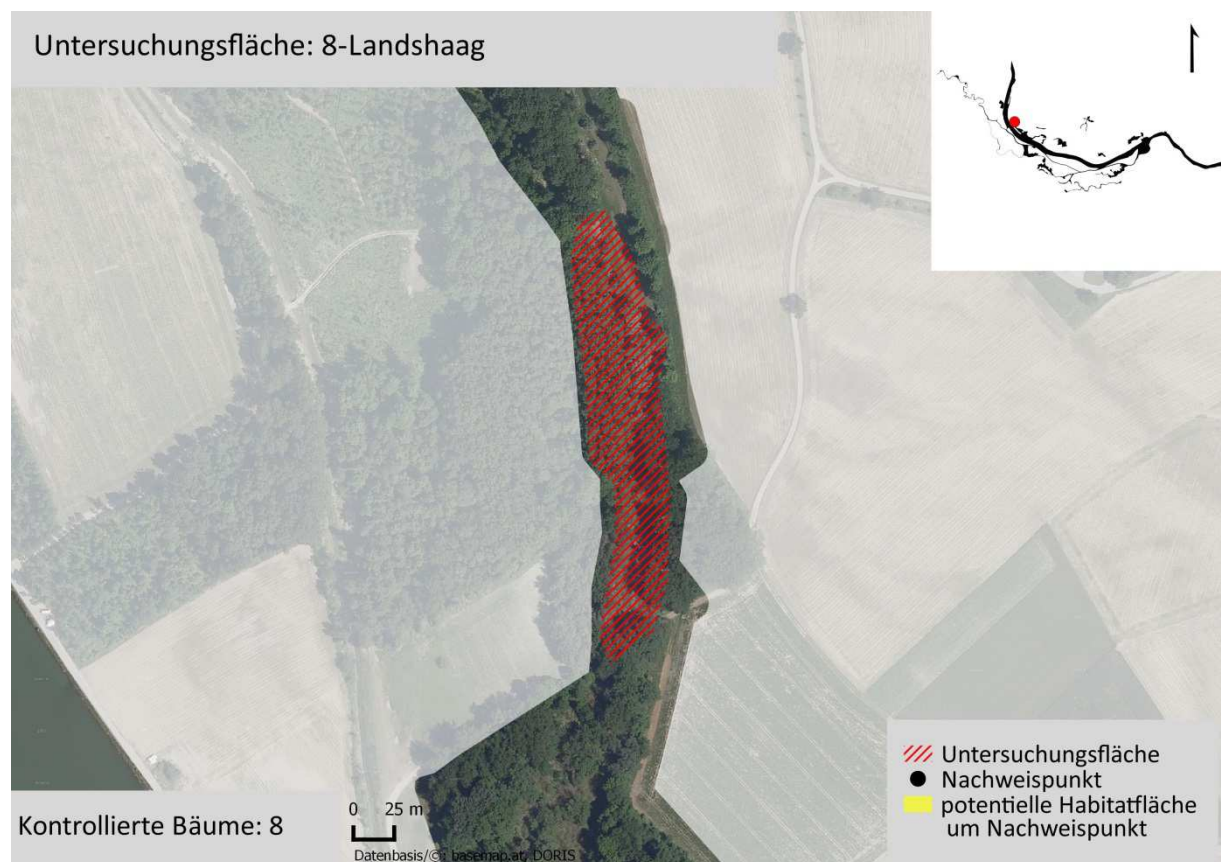 Untersuchungsfläche: 8-Landshaag
Untersuchungsfläche
Nachweispunkt
potentielle Habitatfläche
um Nachweispunkt
0 25 m
Kontrollierte Bäume: 8
Datenbasis/©: basemap.at, DORIS